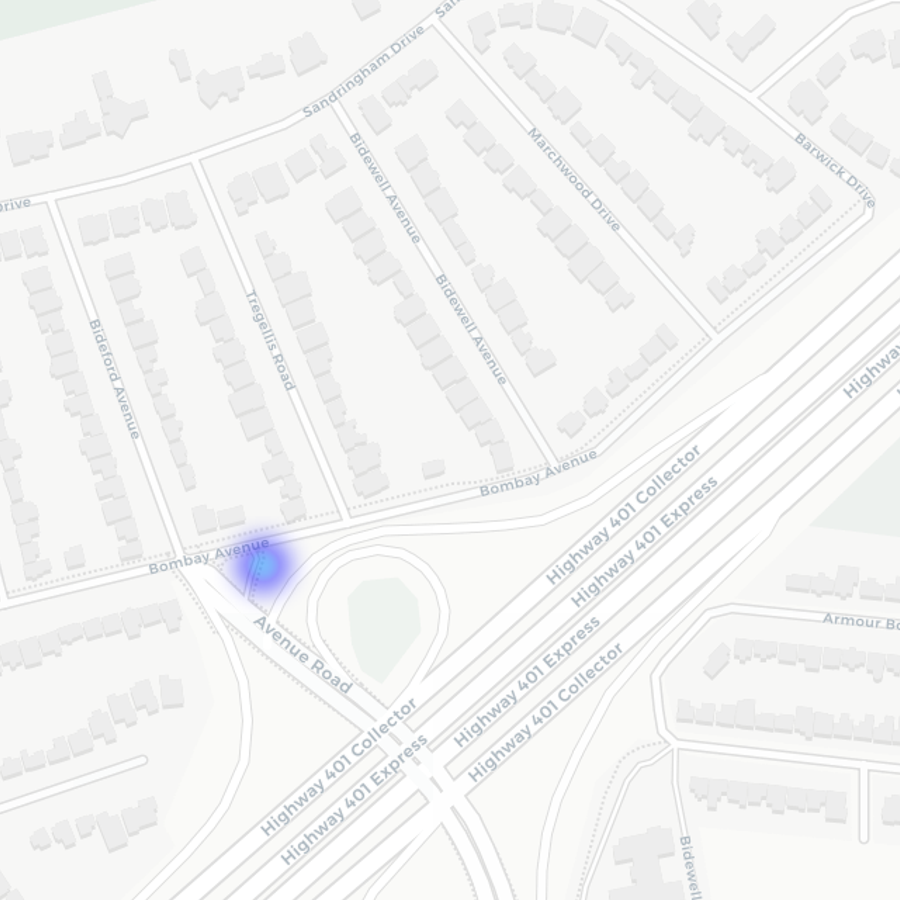 San
Sandringham Drive
Drive
Bidewell Avenue
Marchwood Drive
Barwick Drive
Bideford Avenue
Tregellis Road
Bidewell Avenue
Highway
Bombay Avenue
Highway 401 Collector
Highway 401 Express
Bombay Avenue
Avenue Road
Armour Bo
Highway 401 Express
Highway 401 Collector
Highway 401 Collector
Highway 401 Express
Bidewell